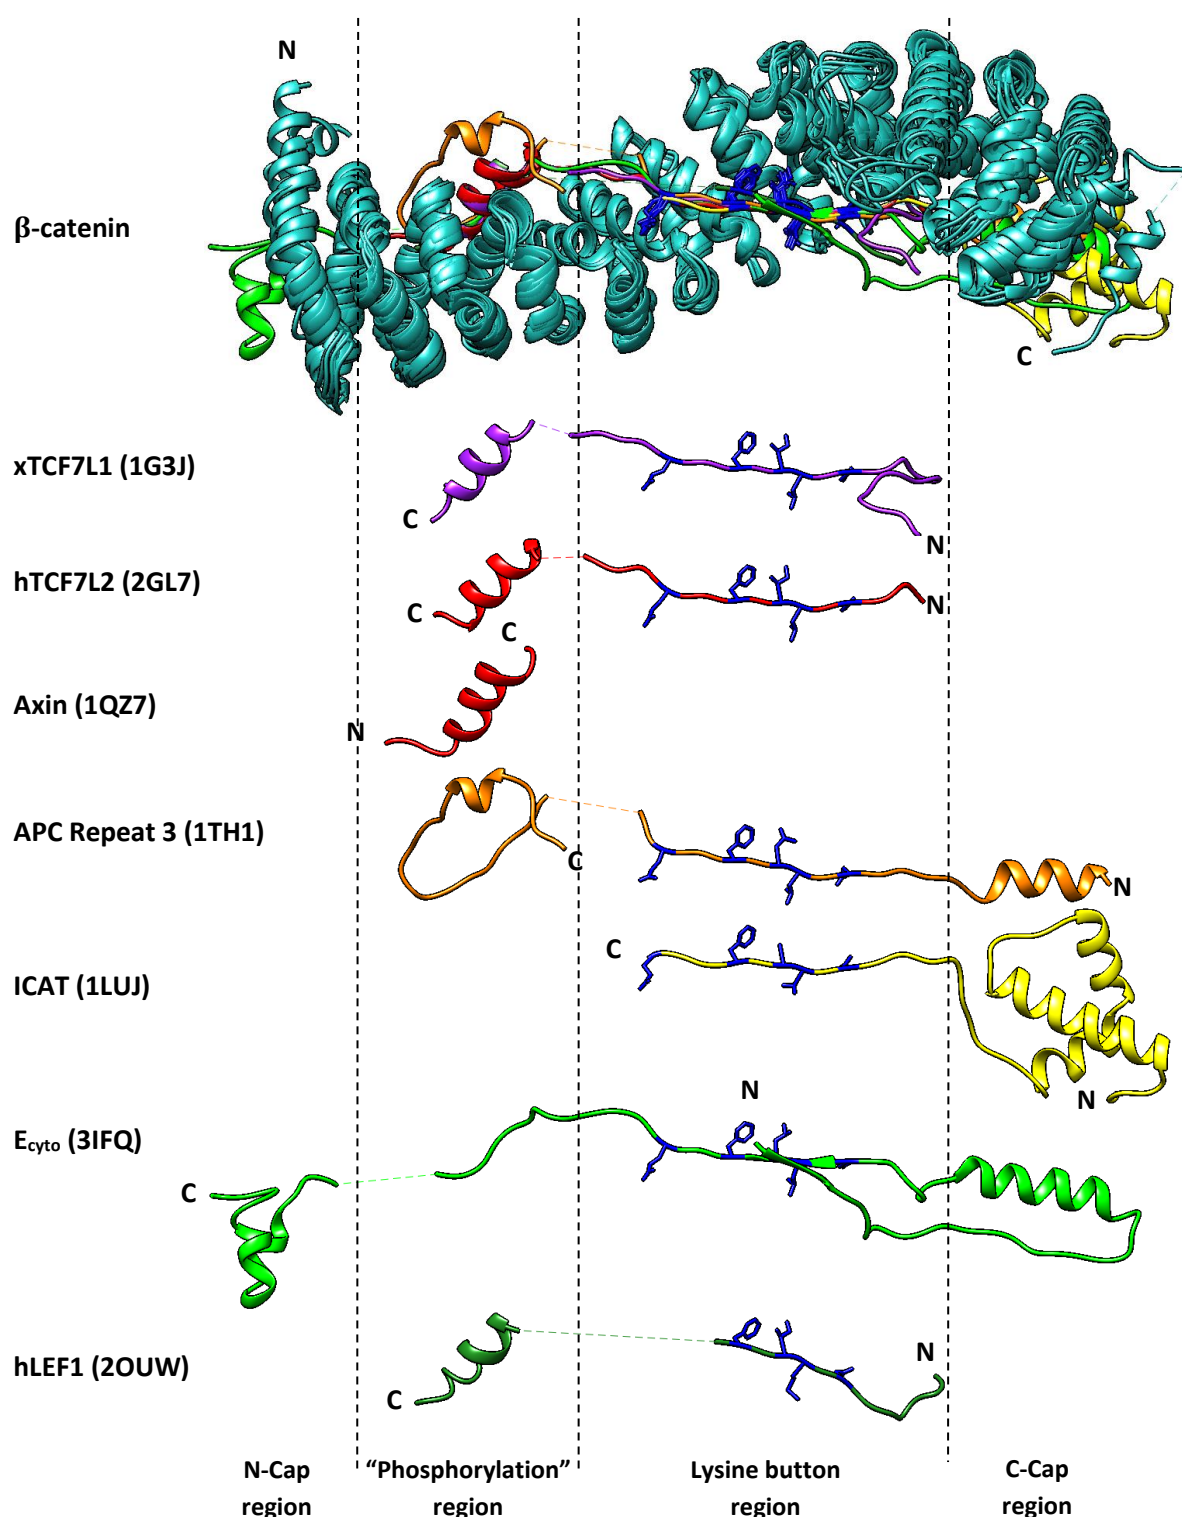 N
β-catenin
C
xTCF7L1 (1G3J)
C
N
hTCF7L2 (2GL7)
C
N
C
Axin (1QZ7)
N
APC Repeat 3 (1TH1)
C
N
ICAT (1LUJ)
C
N
N
Ecyto (3IFQ)
C
hLEF1 (2OUW)
N
C
N-Cap region
“Phosphorylation” region
Lysine button region
C-Cap region